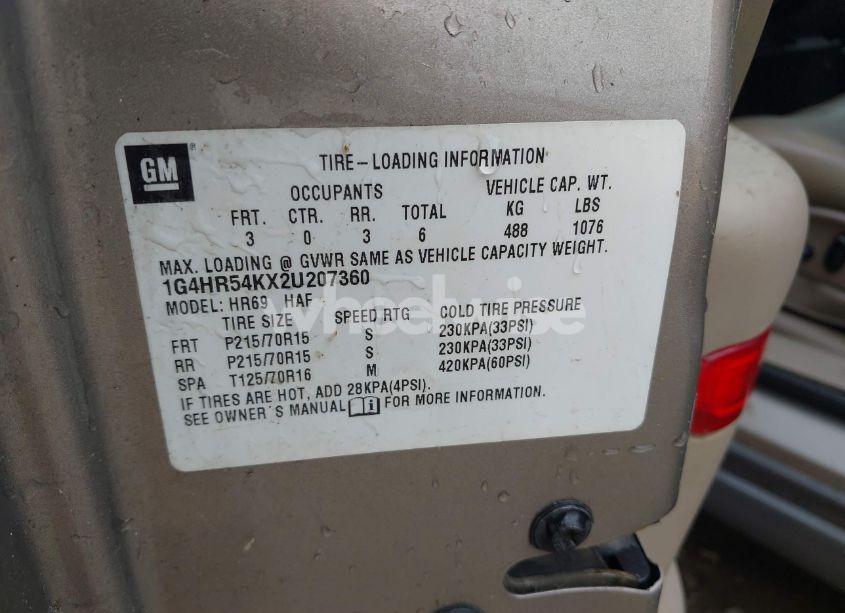 GM
TIRE-LOADING INFORMATION
OCCUPANTS VEHICLE CAP. WT.
FRT. CTR. RR. TOTAL KG LBS
3 0 3 6 488 1076
MAX. LOADING @ GVWR SAME AS VEHICLE CAPACITY WEIGHT.
1G4HR54KX2U207360
MODEL: HR69 HAF
TIRE SIZE SPEED RTG COLD TIRE PRESSURE
FRT P215/70R15 S 230KPA(33PSI)
RR P215/70R15 S 230KPA(33PSI)
SPA T125/70R16 M 420KPA(60PSI)
IF TIRES ARE HOT, ADD 28KPA(4PSI).
SEE OWNER'S MANUAL i FOR MORE INFORMATION.
wheelwise